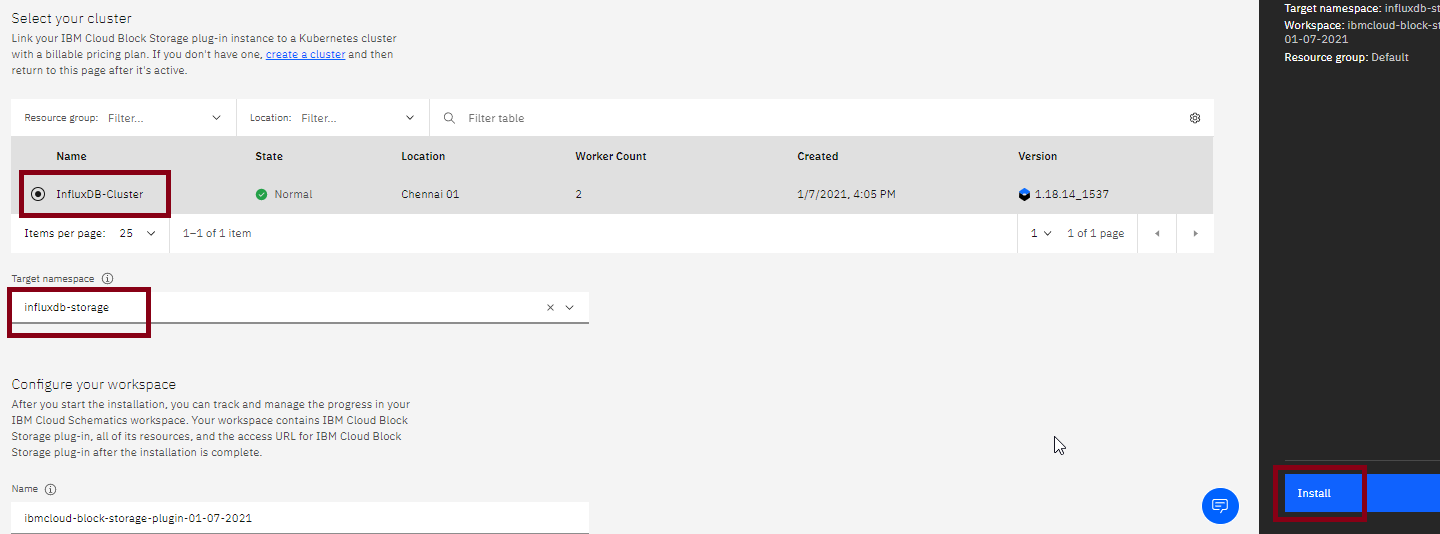 Select your cluster
Link your IBM Cloud Block Storage plug-in instance to a Kubernetes cluster
with a billable pricing plan. If you don't have one, create a cluster and then
return to this page after it's active.
Resource group: Filter... Location: Filter... Filter table
Name State Location Worker Count Created Version
InfluxDB-Cluster Normal Chennai 01 2 1/7/2021, 4:05 PM 1.18.14_1537
Items per page: 25 1–1 of 1 item 1 1 of 1 page
Target namespace
influxdb-storage
Configure your workspace
After you start the installation, you can track and manage the progress in your
IBM Cloud Schematics workspace. Your workspace contains IBM Cloud Block
Storage plug-in, all of its resources, and the access URL for IBM Cloud Block
Storage plug-in after the installation is complete.
Name
ibmcloud-block-storage-plugin-01-07-2021
Target namespace: influxdb-st
Workspace: ibmcloud-block-st
01-07-2021
Resource group: Default
Install